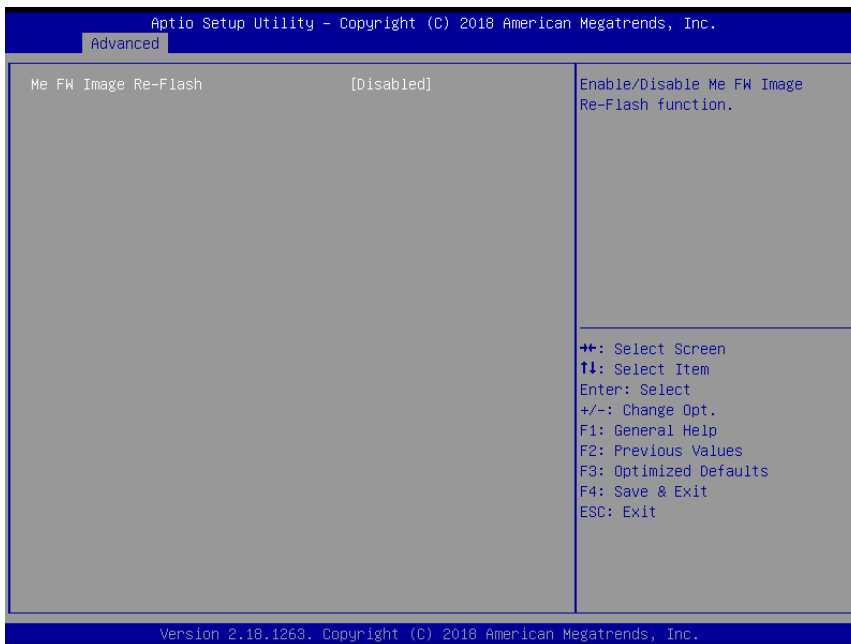 Aptio Setup Utility – Copyright (C) 2018 American Megatrends, Inc.
Advanced
Me FW Image Re-Flash [Disabled]
Enable/Disable Me FW Image
Re-Flash function.
→←: Select Screen
↑↓: Select Item
Enter: Select
+/-: Change Opt.
F1: General Help
F2: Previous Values
F3: Optimized Defaults
F4: Save & Exit
ESC: Exit
Version 2.18.1263. Copyright (C) 2018 American Megatrends, Inc.